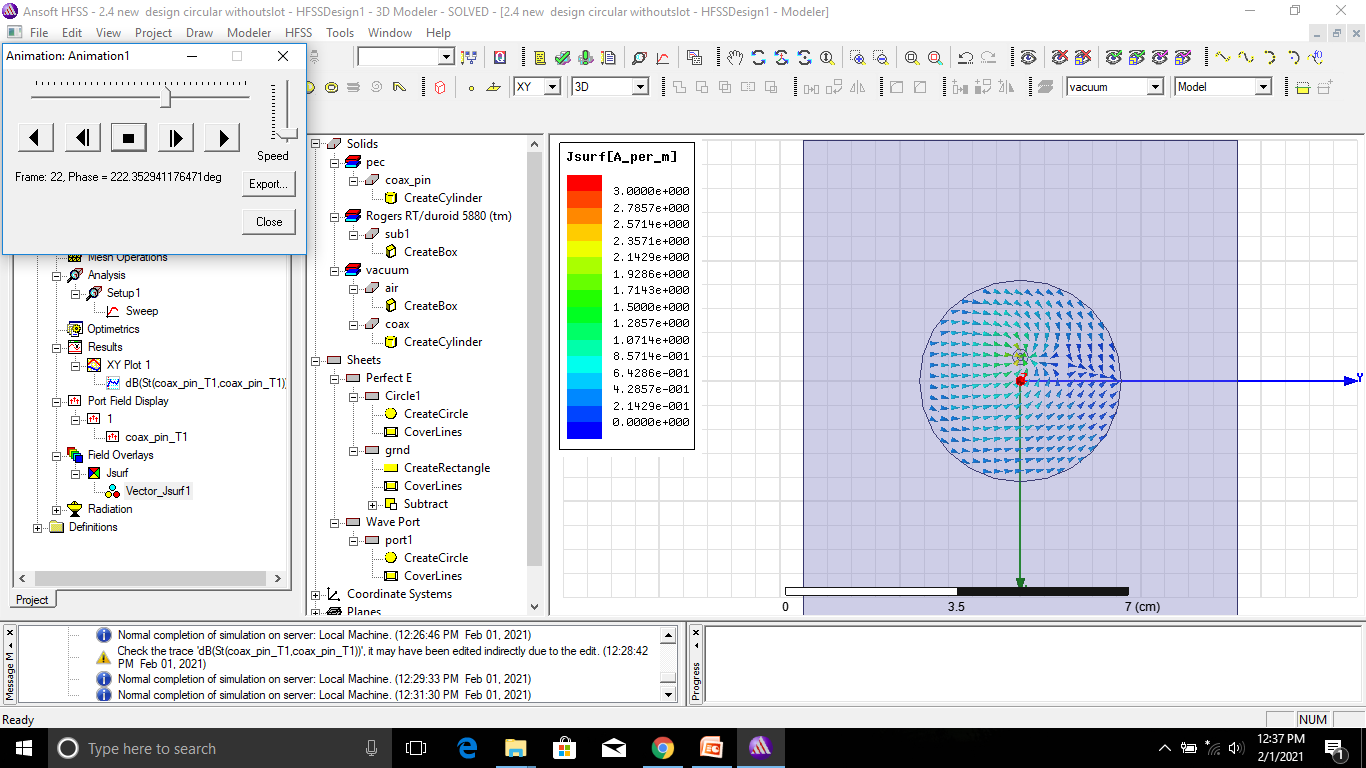 Ansoft HFSS - 2.4 new  design circular withoutslot - HFSSDesign1 - 3D Modeler - SOLVED - [2.4 new  design circular withoutslot - HFSSDesign1 - Modeler]
File Edit View Project Draw Modeler HFSS Tools Window Help
Animation: Animation1
Speed
Frame: 22, Phase = 222.352941176471deg
Export...
Close
XY
3D
vacuum
Model
Mesh Operations
Analysis
Setup1
Sweep
Optimetrics
Results
XY Plot 1
dB(St(coax_pin_T1,coax_pin_T1))
Port Field Display
1
coax_pin_T1
Field Overlays
Jsurf
Vector_Jsurf1
Radiation
Definitions
Project
Solids
pec
coax_pin
CreateCylinder
Rogers RT/duroid 5880 (tm)
sub1
CreateBox
vacuum
air
CreateBox
coax
CreateCylinder
Sheets
Perfect E
Circle1
CreateCircle
CoverLines
grnd
CreateRectangle
CoverLines
Subtract
Wave Port
port1
CreateCircle
CoverLines
Coordinate Systems
Planes
Jsurf[A_per_m]
3.0000e+000
2.7857e+000
2.5714e+000
2.3571e+000
2.1429e+000
1.9286e+000
1.7143e+000
1.5000e+000
1.2857e+000
1.0714e+000
8.5714e-001
6.4286e-001
4.2857e-001
2.1429e-001
0.0000e+000
Y
0 3.5 7 (cm)
Message M
Normal completion of simulation on server: Local Machine. (12:26:46 PM  Feb 01, 2021)
Check the trace 'dB(St(coax_pin_T1,coax_pin_T1))', it may have been edited indirectly due to the edit. (12:28:42
PM  Feb 01, 2021)
Normal completion of simulation on server: Local Machine. (12:29:33 PM  Feb 01, 2021)
Normal completion of simulation on server: Local Machine. (12:31:30 PM  Feb 01, 2021)
Progress
Ready
NUM
Type here to search
12:37 PM
2/1/2021
1